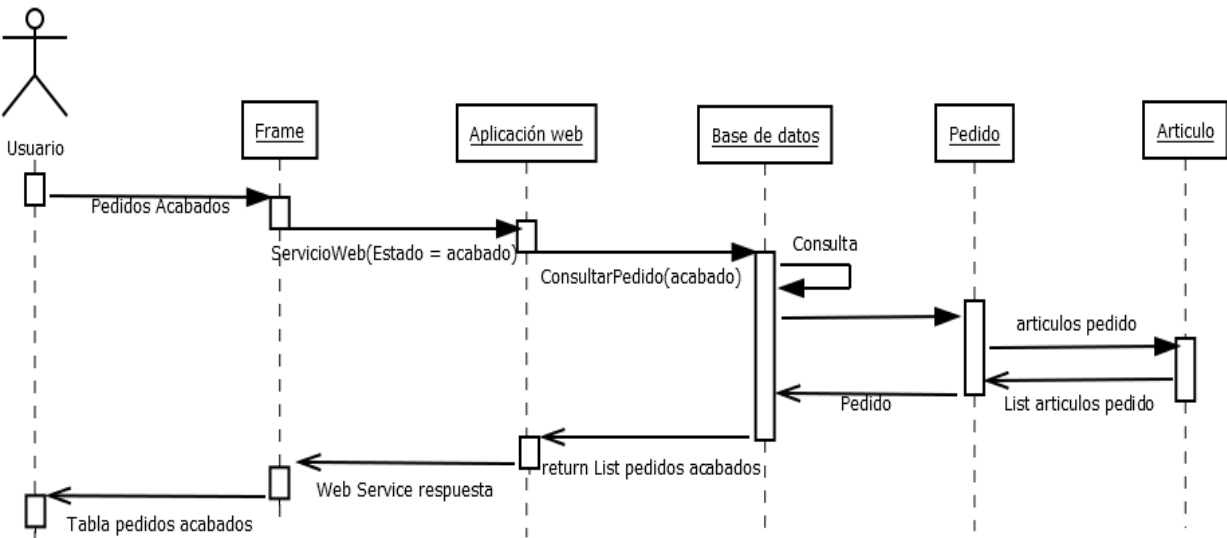 Usuario
Frame
Aplicación web
Base de datos
Pedido
Articulo
Pedidos Acabados
ServicioWeb(Estado = acabado)
ConsultarPedido(acabado)
Consulta
articulos pedido
List articulos pedido
Pedido
return List pedidos acabados
Web Service respuesta
Tabla pedidos acabados